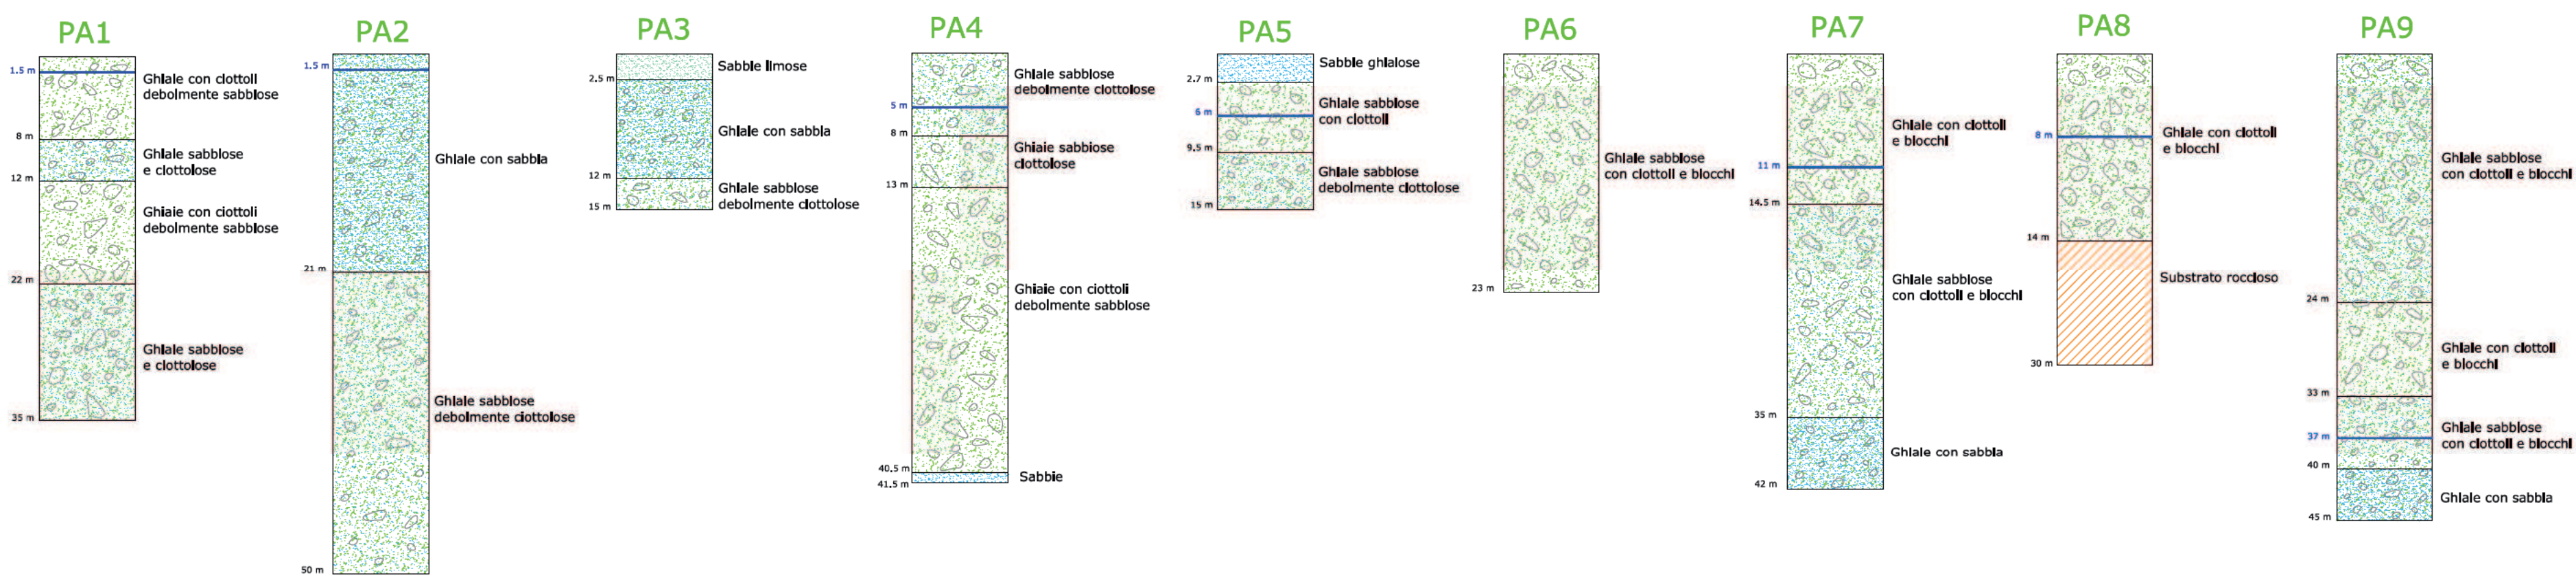 PA1
1.5 m
Ghiaie con ciottoli
debolmente sabbiose
8 m
Ghiaie sabbiose
e ciottolose
12 m
Ghiaie con ciottoli
debolmente sabbiose
22 m
Ghiaie sabbiose
e ciottolose
35 m
PA2
1.5 m
Ghiaie con sabbia
21 m
Ghiaie sabbiose
debolmente ciottolose
50 m
PA3
Sabbie limose
2.5 m
Ghiaie con sabbia
12 m
Ghiaie sabbiose
debolmente ciottolose
15 m
PA4
Ghiaie sabbiose
debolmente ciottolose
5 m
8 m
Ghiaie sabbiose
ciottolose
13 m
Ghiaie con ciottoli
debolmente sabbiose
40.5 m
Sabbie
41.5 m
PA5
Sabbie ghiaiose
2.7 m
Ghiaie sabbiose
con ciottoli
6 m
9.5 m
Ghiaie sabbiose
debolmente ciottolose
15 m
PA6
Ghiaie sabbiose
con ciottoli e blocchi
23 m
PA7
Ghiaie con ciottoli
e blocchi
11 m
14.5 m
Ghiaie sabbiose
con ciottoli e blocchi
35 m
Ghiaie con sabbia
42 m
PA8
8 m
Ghiaie con ciottoli
e blocchi
14 m
Substrato roccioso
30 m
PA9
Ghiaie sabbiose
con ciottoli e blocchi
24 m
Ghiaie con ciottoli
e blocchi
33 m
Ghiaie sabbiose
con ciottoli e blocchi
37 m
40 m
Ghiaie con sabbia
45 m